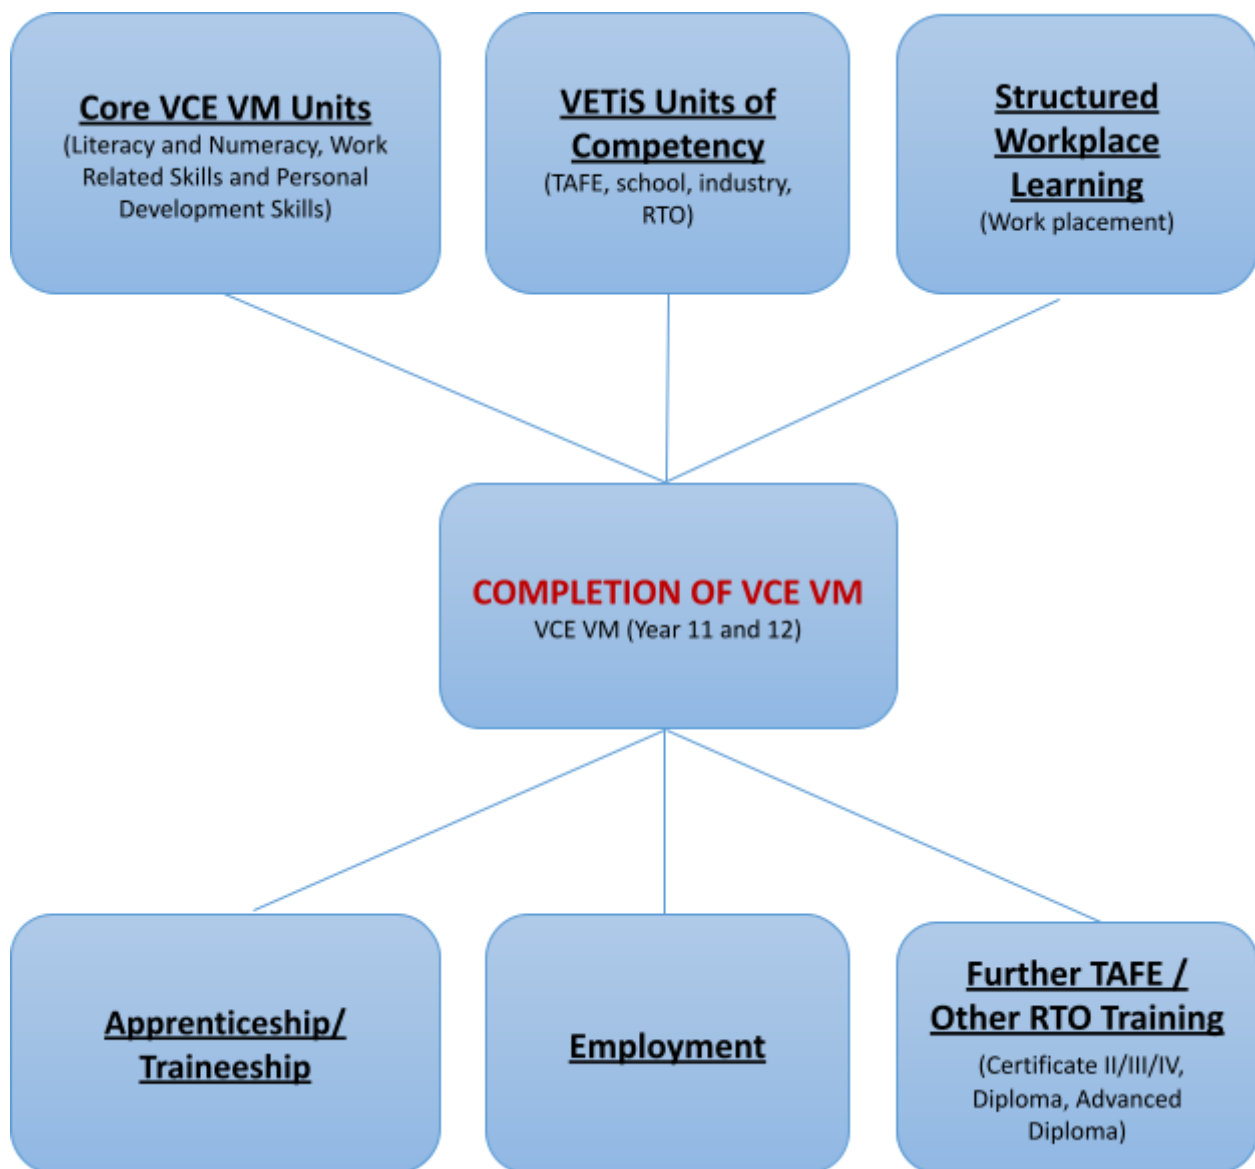 Core VCE VM Units
(Literacy and Numeracy, Work
Related Skills and Personal
Development Skills)
VETiS Units of
Competency
(TAFE, school, industry,
RTO)
Structured
Workplace
Learning
(Work placement)
COMPLETION OF VCE VM
VCE VM (Year 11 and 12)
Apprenticeship/
Traineeship
Employment
Further TAFE /
Other RTO Training
(Certificate II/III/IV,
Diploma, Advanced
Diploma)